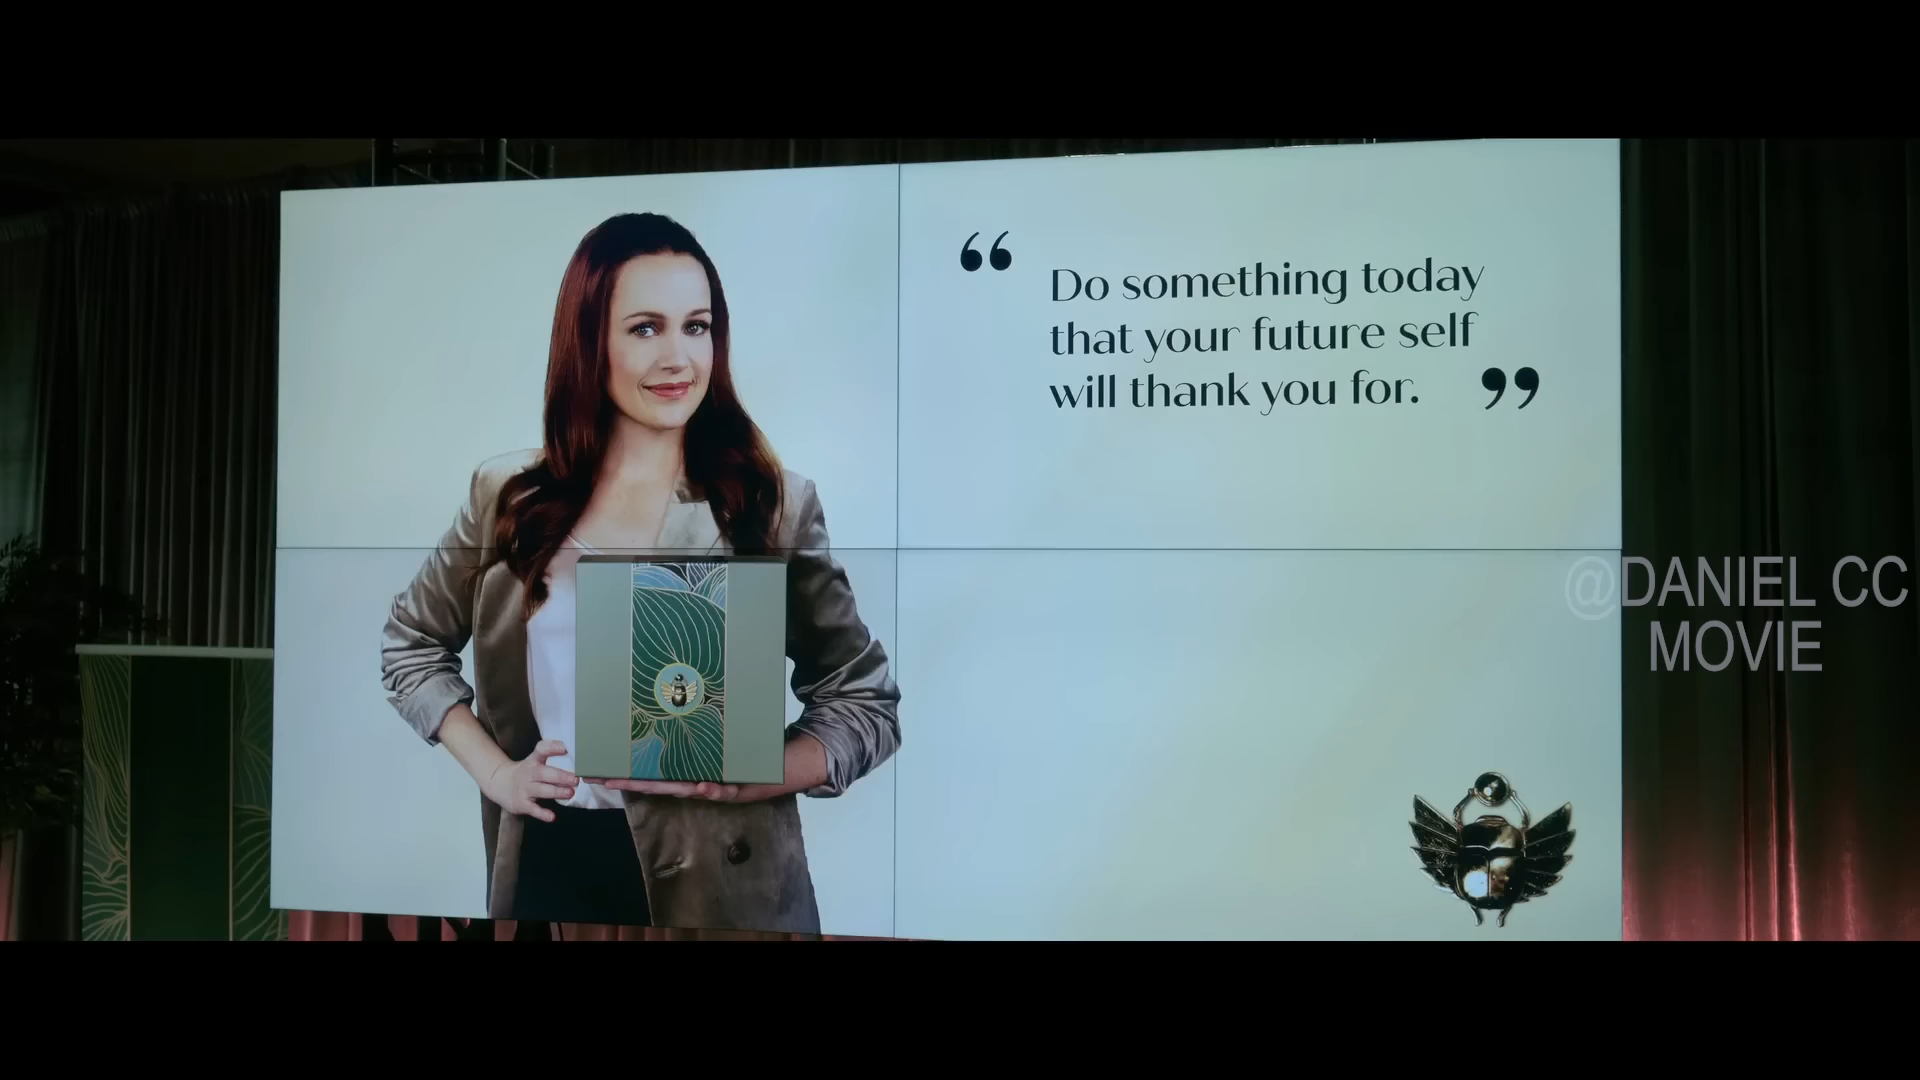 “ Do something today
that your future self
will thank you for. ”
@DANIEL CC
MOVIE